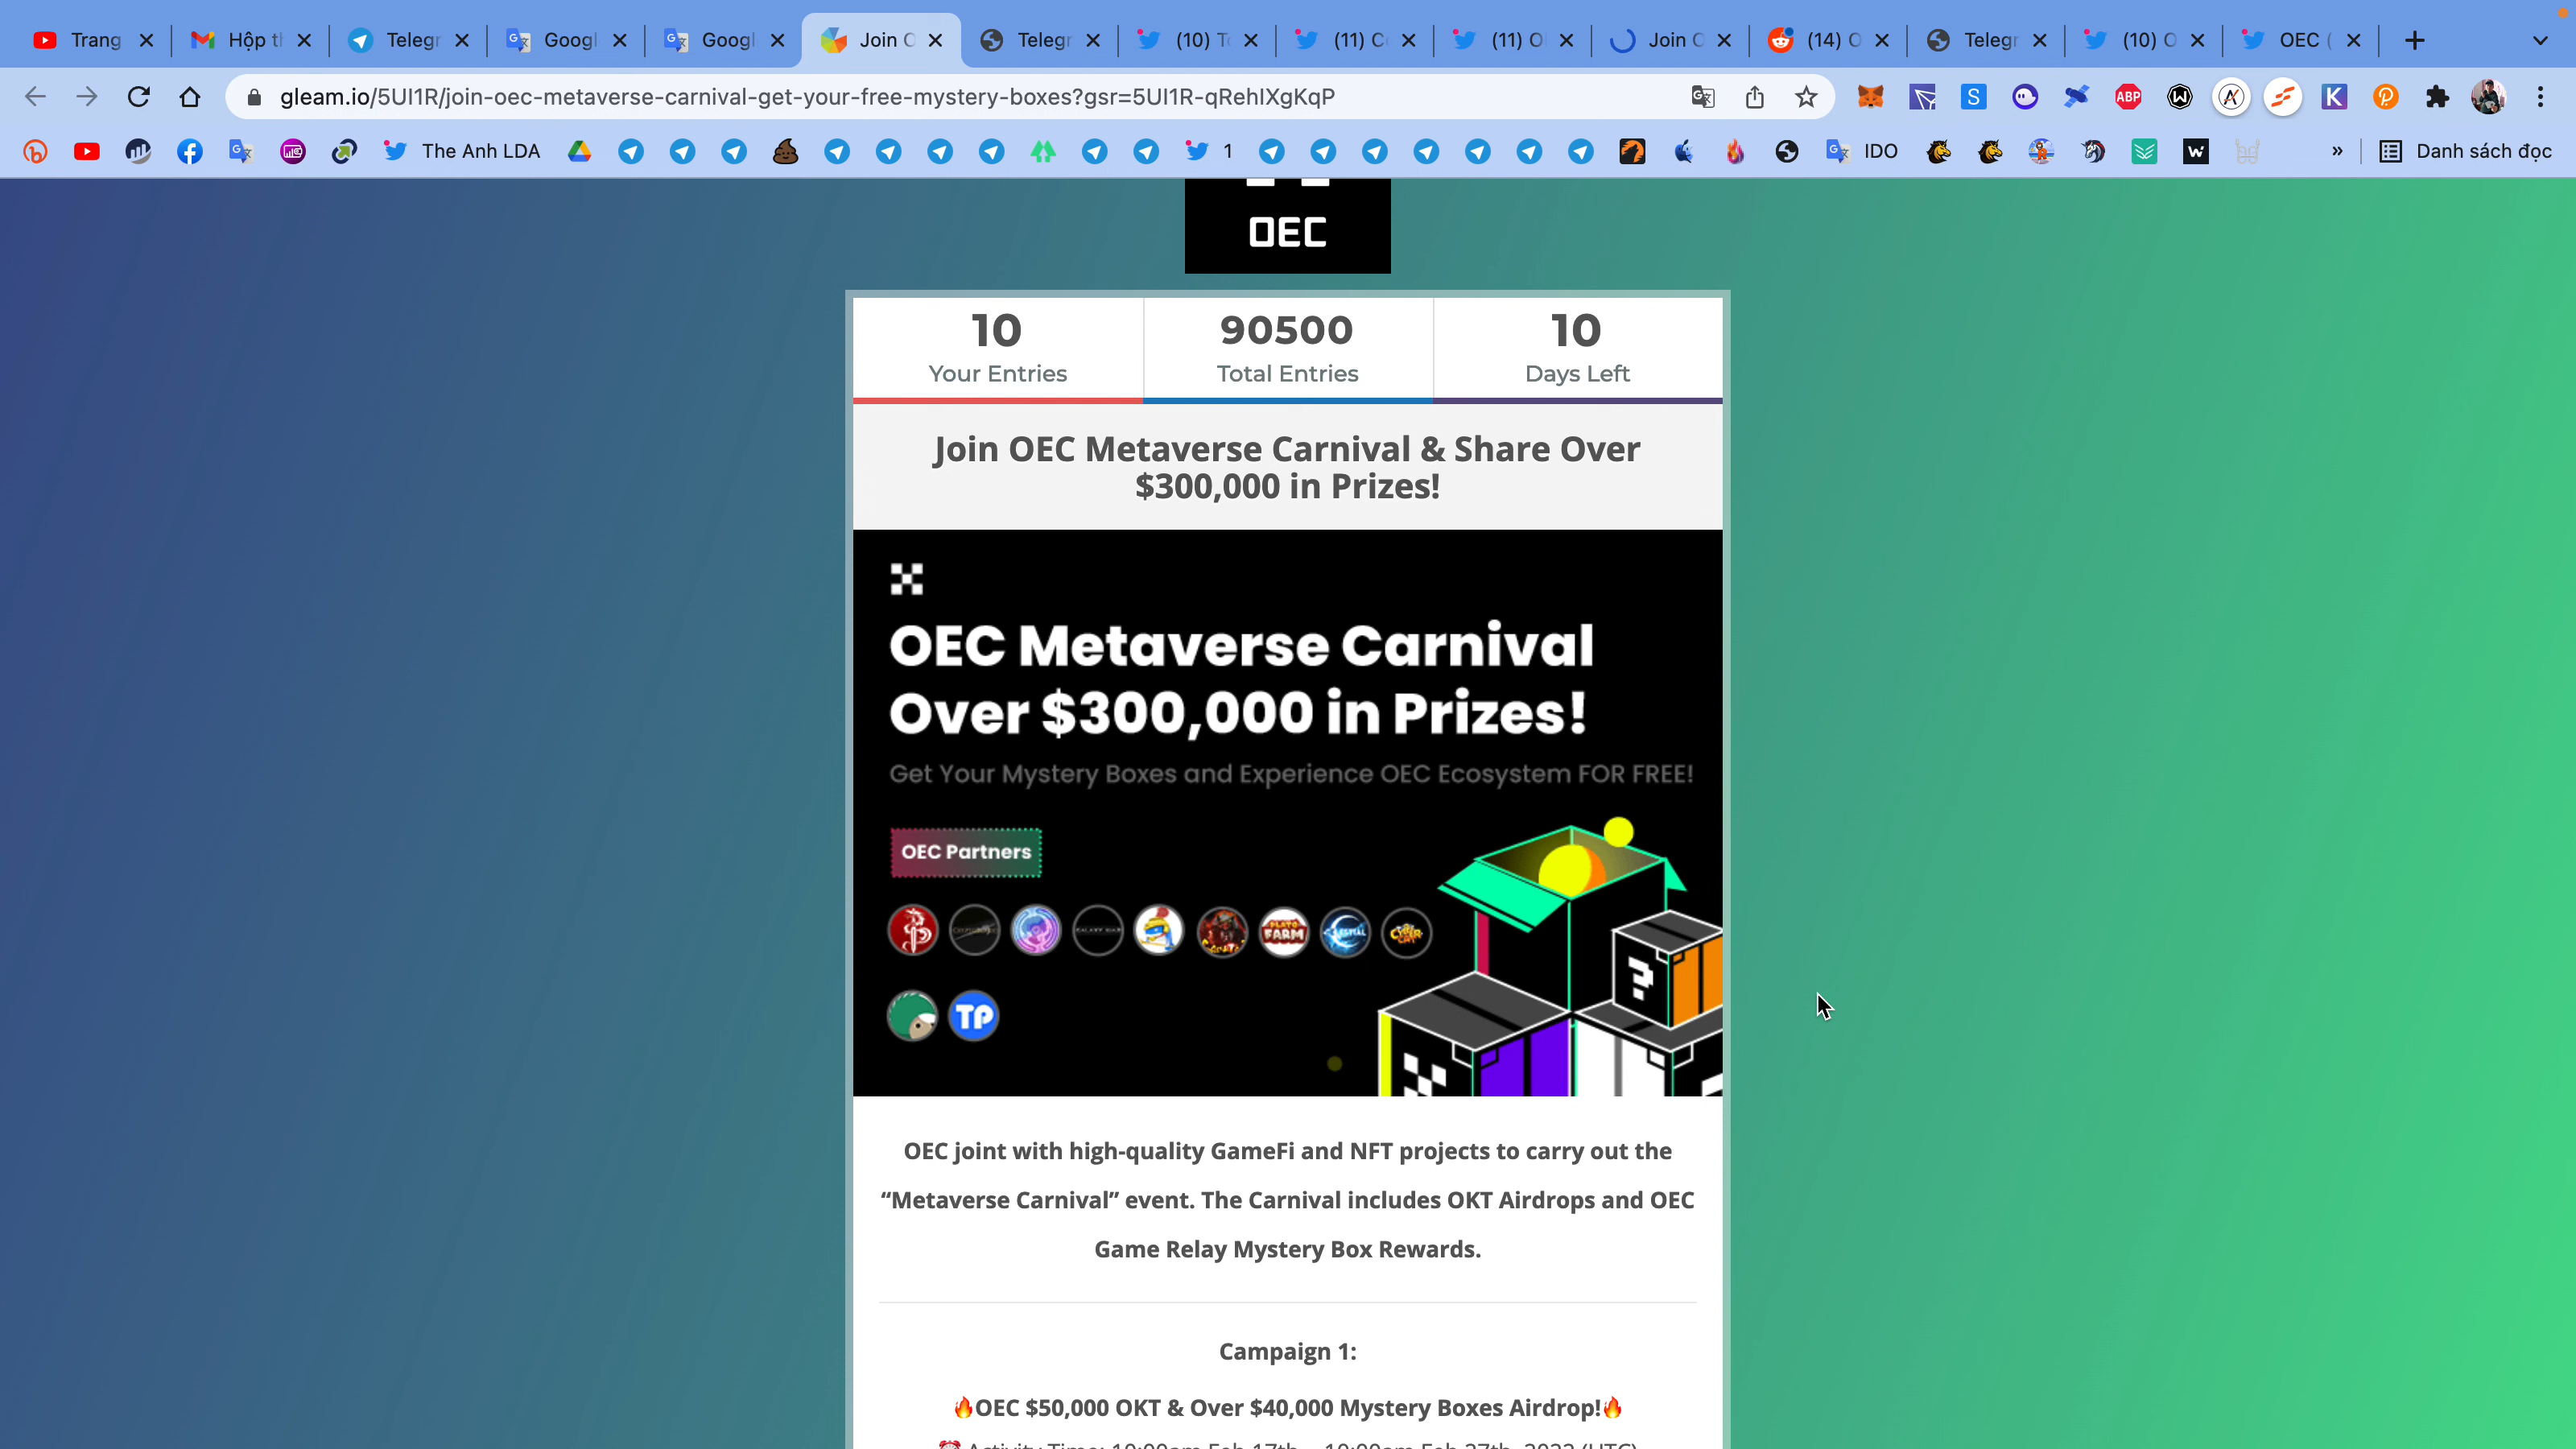 Trang
Hộp t
Telegr
Googl
Googl
Join O
Telegr
(10) T
(11) C
(11) O
Join O
(14) O
Telegr
(10) O
OEC (
gleam.io/5UI1R/join-oec-metaverse-carnival-get-your-free-mystery-boxes?gsr=5UI1R-qRehIXgKqP
The Anh LDA
1
IDO
» Danh sách đọc
OEC
10 90500 10
Your Entries Total Entries Days Left
Join OEC Metaverse Carnival & Share Over
$300,000 in Prizes!
OEC Metaverse Carnival
Over $300,000 in Prizes!
Get Your Mystery Boxes and Experience OEC Ecosystem FOR FREE!
OEC Partners
PLATO FARM
TP
OEC joint with high-quality GameFi and NFT projects to carry out the
“Metaverse Carnival” event. The Carnival includes OKT Airdrops and OEC
Game Relay Mystery Box Rewards.
Campaign 1:
🔥OEC $50,000 OKT & Over $40,000 Mystery Boxes Airdrop!🔥